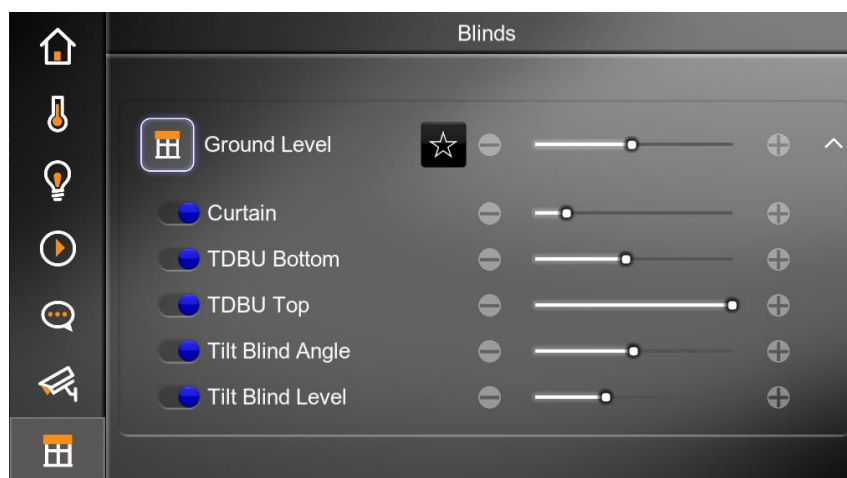 Blinds
Ground Level
Curtain
TDBU Bottom
TDBU Top
Tilt Blind Angle
Tilt Blind Level